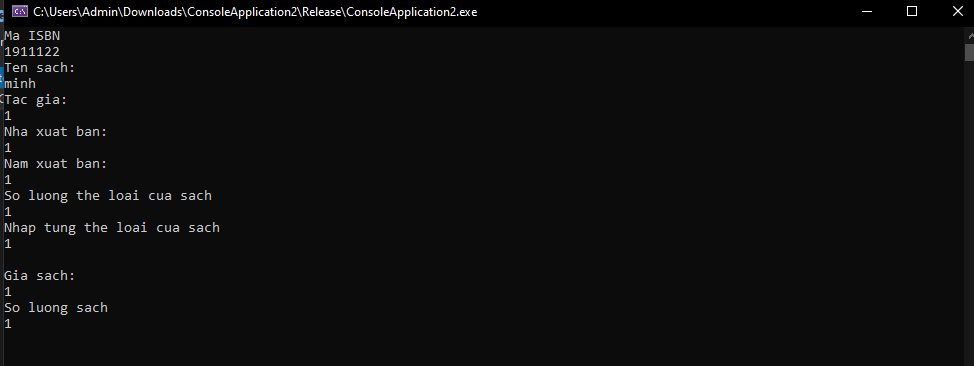 C:\Users\Admin\Downloads\ConsoleApplication2\Release\ConsoleApplication2.exe
Ma ISBN
1911122
Ten sach:
minh
Tac gia:
1
Nha xuat ban:
1
Nam xuat ban:
1
So luong the loai cua sach
1
Nhap tung the loai cua sach
1
Gia sach:
1
So luong sach
1